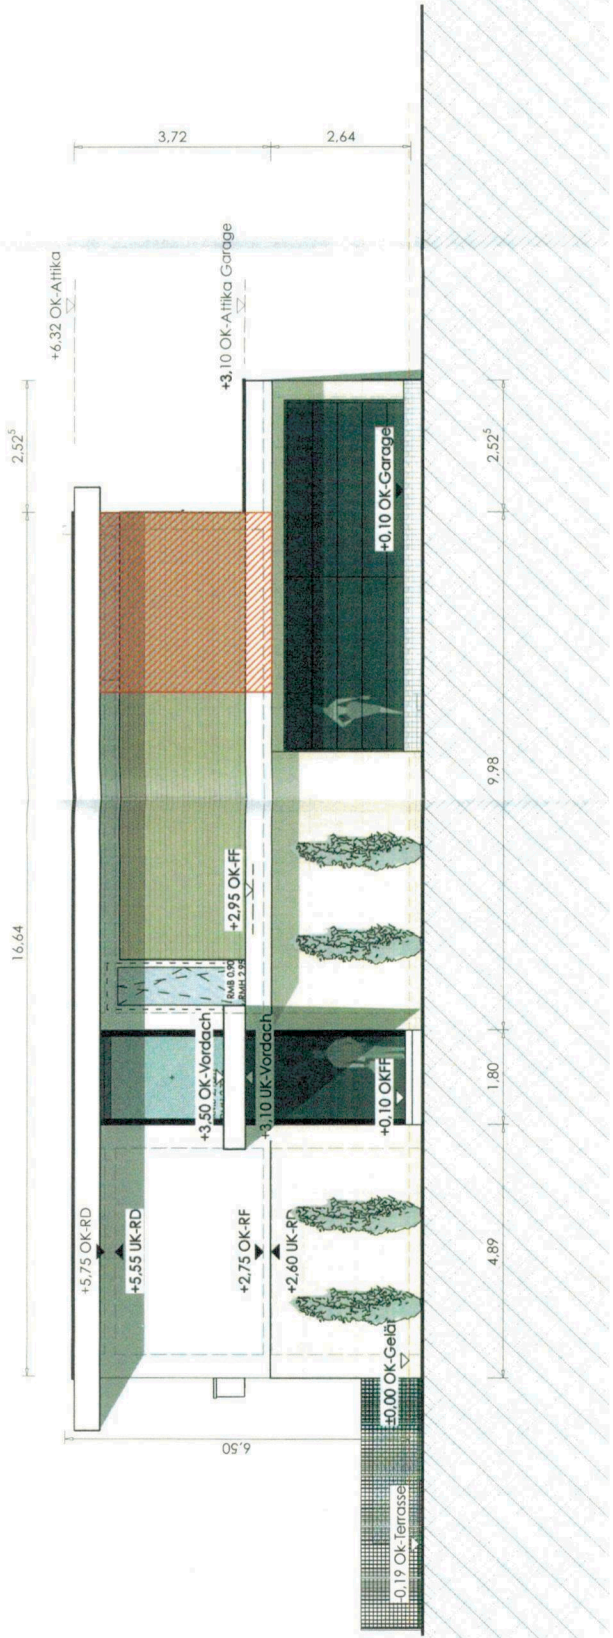 16,64
2,52⁵
+6,32 OK-Attika
3,72
+3,10 OK-Attika Garage
2,64
+5,75 OK-RD
+5,55 UK-RD
+3,50 OK-Vordach
RMB 0.90
RMH 2.95
+2,95 OK-FF
+2,75 OK-RF
+2,60 UK-RD
+3,10 UK-Vordach
6,50
-0,19 Ok-Terrasse
±0,00 OK-Gelä
+0,10 OKFF
+0,10 OK-Garage
4,89
1,80
9,98
2,52⁵